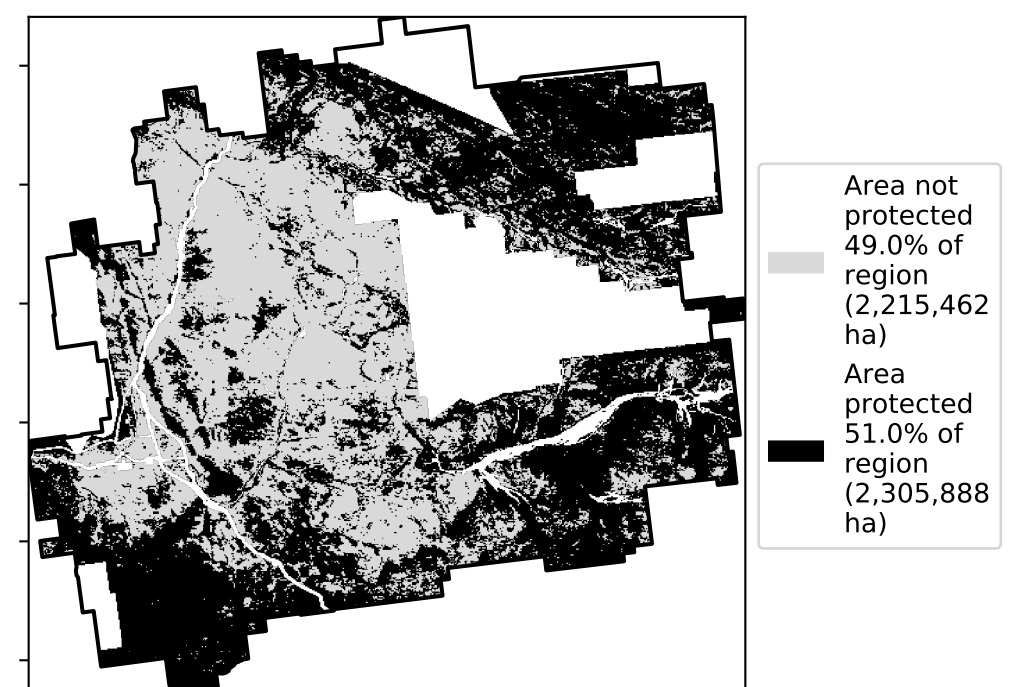 Area not
protected
49.0% of
region
(2,215,462
ha)
Area
protected
51.0% of
region
(2,305,888
ha)